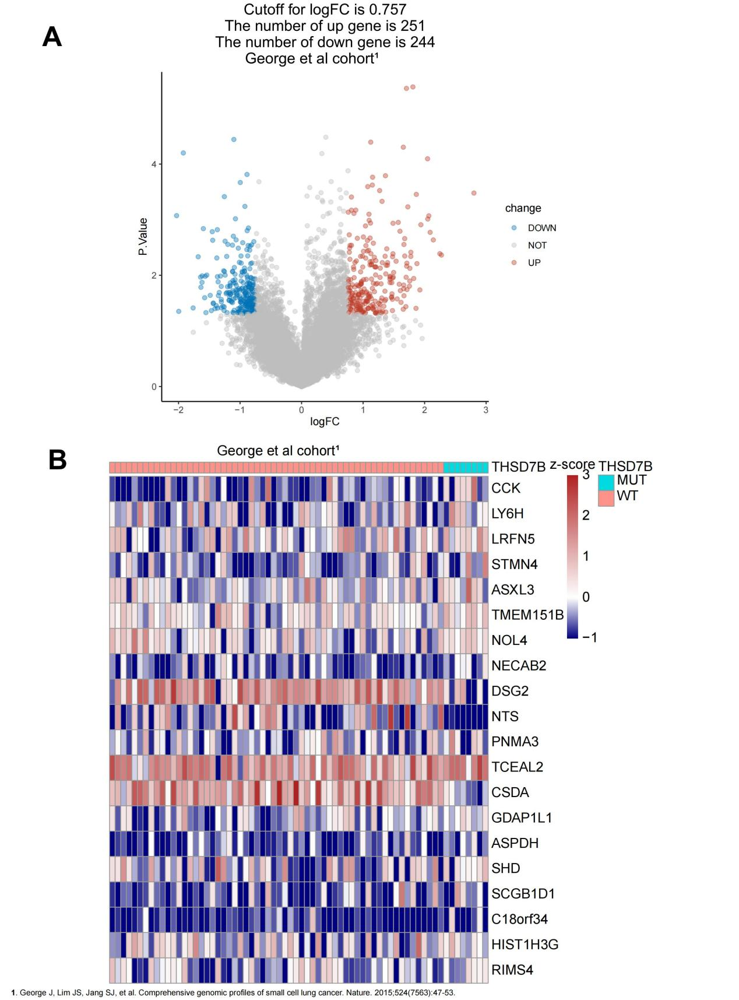 Cutoff for logFC is 0.757
The number of up gene is 251
The number of down gene is 244
George et al cohort¹
A
P.Value
4
2
0
−2 −1 0 1 2 3
logFC
change
DOWN
NOT
UP
B
George et al cohort¹
THSD7B
CCK
LY6H
LRFN5
STMN4
ASXL3
TMEM151B
NOL4
NECAB2
DSG2
NTS
PNMA3
TCEAL2
CSDA
GDAP1L1
ASPDH
SHD
SCGB1D1
C18orf34
HIST1H3G
RIMS4
z-score
3
2
1
0
−1
THSD7B
MUT
WT
1. George J, Lim JS, Jang SJ, et al. Comprehensive genomic profiles of small cell lung cancer. Nature. 2015;524(7563):47-53.